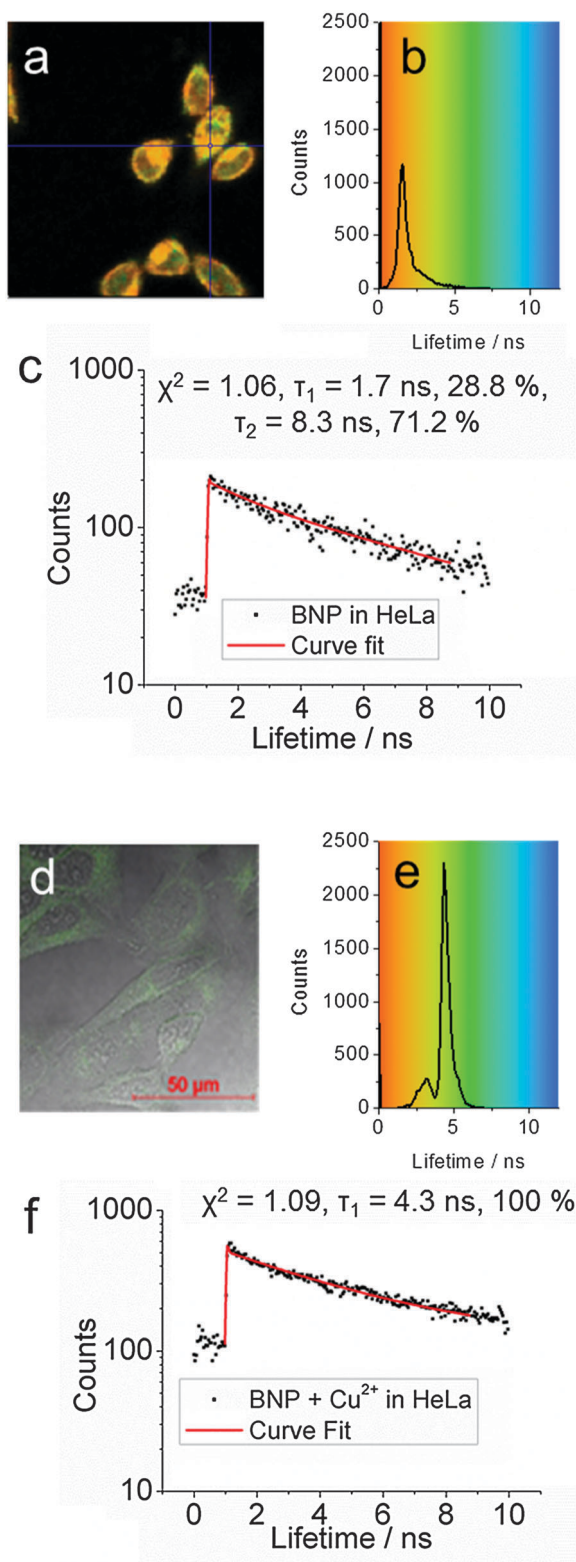 a
b
2500
2000
1500
1000
500
0
Counts
0 5 10
Lifetime / ns
c
χ² = 1.06, τ₁ = 1.7 ns, 28.8 %,
τ₂ = 8.3 ns, 71.2 %
1000
100
10
Counts
BNP in HeLa
Curve fit
0 2 4 6 8 10
Lifetime / ns
d
50 µm
e
2500
2000
1500
1000
500
0
Counts
0 5 10
Lifetime / ns
f
χ² = 1.09, τ₁ = 4.3 ns, 100 %
1000
100
10
Counts
BNP + Cu²⁺ in HeLa
Curve Fit
0 2 4 6 8 10
Lifetime / ns